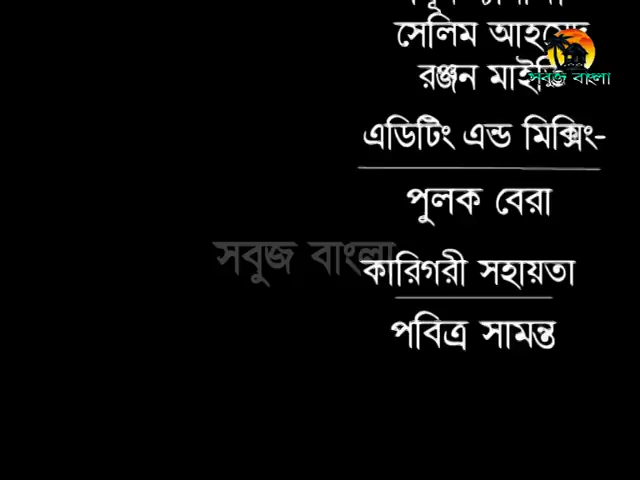 সেলিম আহমেদ
রঞ্জন মাইতি
সবুজ বাংলা
এডিটিং এন্ড মিক্সিং-
পুলক বেরা
সবুজ বাংলা
কারিগরী সহায়তা
পবিত্র সামন্ত